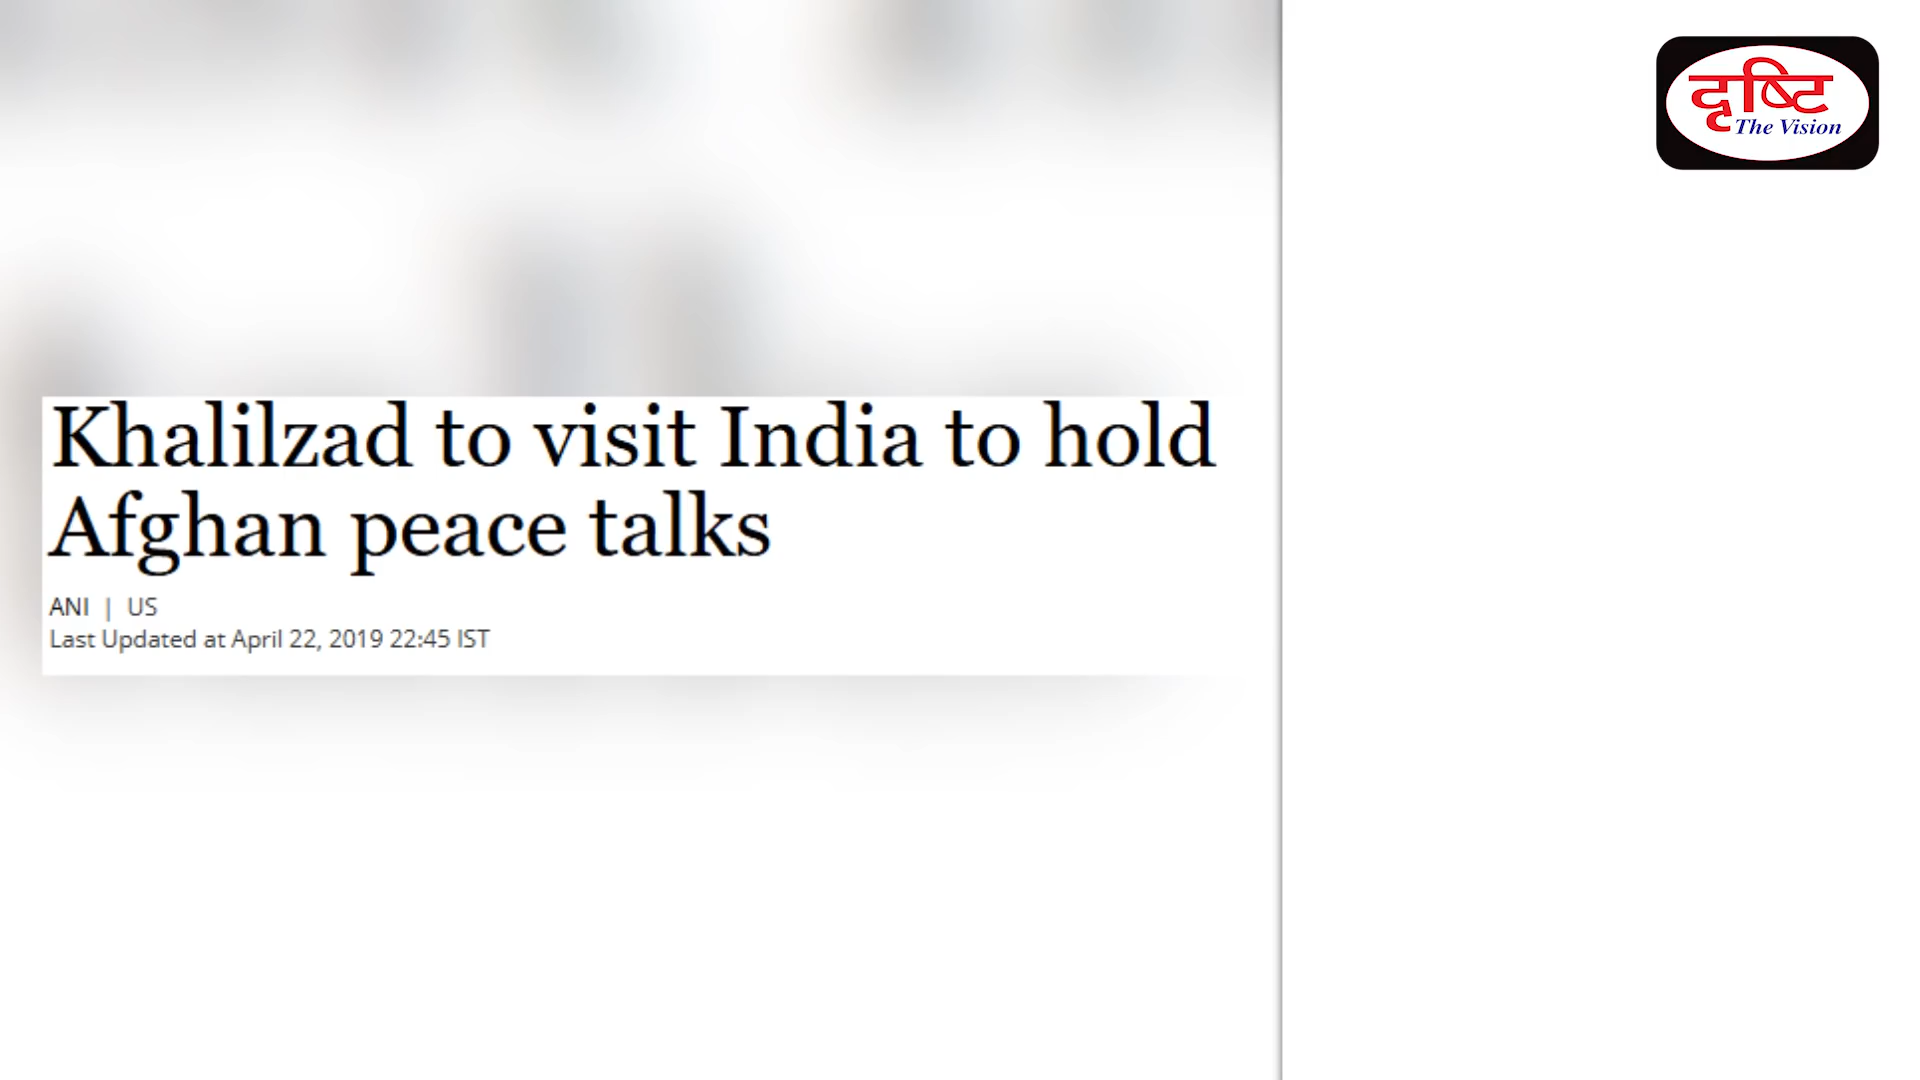 दृष्टि
The Vision
Khalilzad to visit India to hold
Afghan peace talks
ANI | US
Last Updated at April 22, 2019 22:45 IST